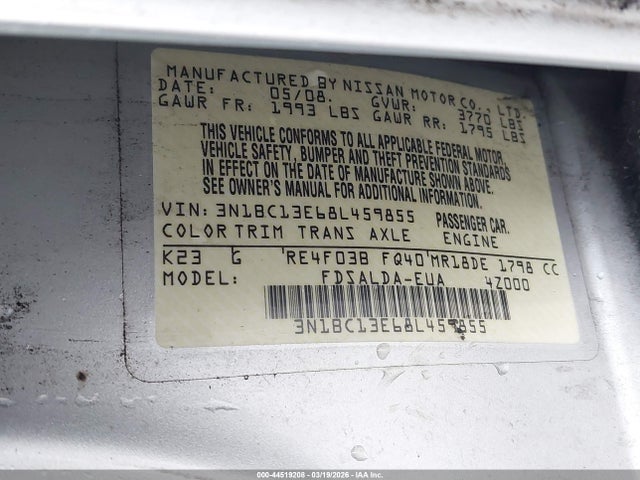 MANUFACTURED BY NISSAN MOTOR CO., LTD.
DATE: 05/08. GVWR: 3770 LBS
GAWR FR: 1993 LBS GAWR RR: 1795 LBS
THIS VEHICLE CONFORMS TO ALL APPLICABLE FEDERAL MOTOR
VEHICLE SAFETY, BUMPER AND THEFT PREVENTION STANDARDS
IN EFFECT ON THE DATE OF MANUFACTURE SHOWN ABOVE.
SEE OWNER'S MANUAL FOR ADDITIONAL INFORMATION.
VIN: 3N1BC13E68L459855 PASSENGER CAR.
COLOR TRIM TRANS AXLE ENGINE
K23 G 'RE4F03B FQ40'MR18DE 1798 CC
MODEL: FDSALDA-EUA 4Z000
3N1BC13E68L459855
000-44519208 - 03/19/2026 - IAA Inc.